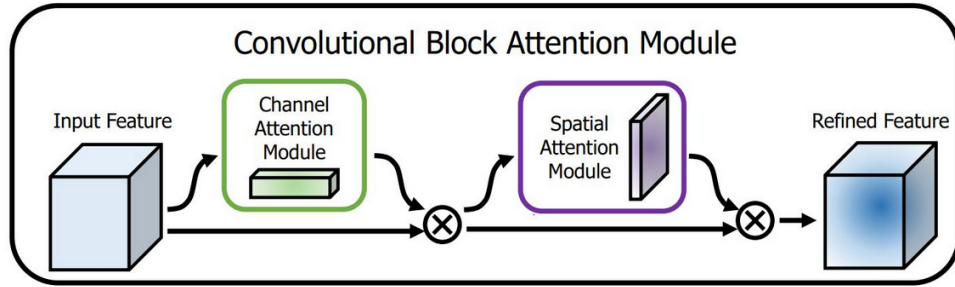 Convolutional Block Attention Module
Input Feature
Channel
Attention
Module
Spatial
Attention
Module
Refined Feature